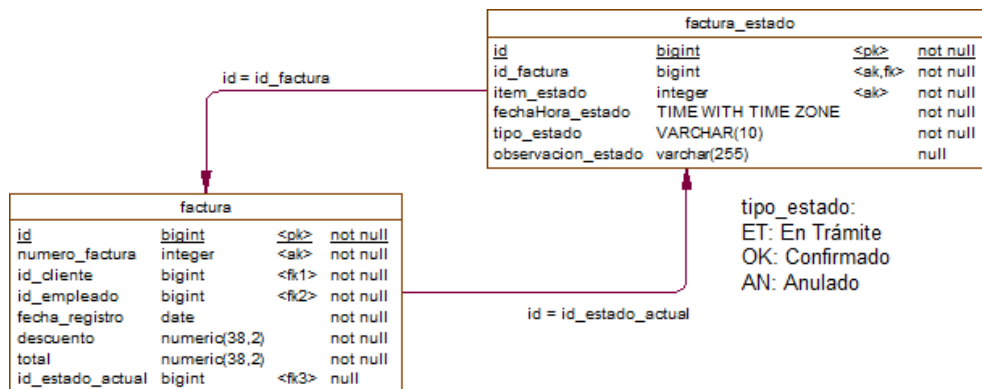 factura_estado
id bigint <pk> not null
id_factura bigint <ak,fk> not null
item_estado integer <ak> not null
fechaHora_estado TIME WITH TIME ZONE not null
tipo_estado VARCHAR(10) not null
observacion_estado varchar(255) null
id = id_factura
factura
id bigint <pk> not null
numero_factura integer <ak> not null
id_cliente bigint <fk1> not null
id_empleado bigint <fk2> not null
fecha_registro date not null
descuento numeric(38,2) not null
total numeric(38,2) not null
id_estado_actual bigint <fk3> null
id = id_estado_actual
tipo_estado:
ET: En Trámite
OK: Confirmado
AN: Anulado